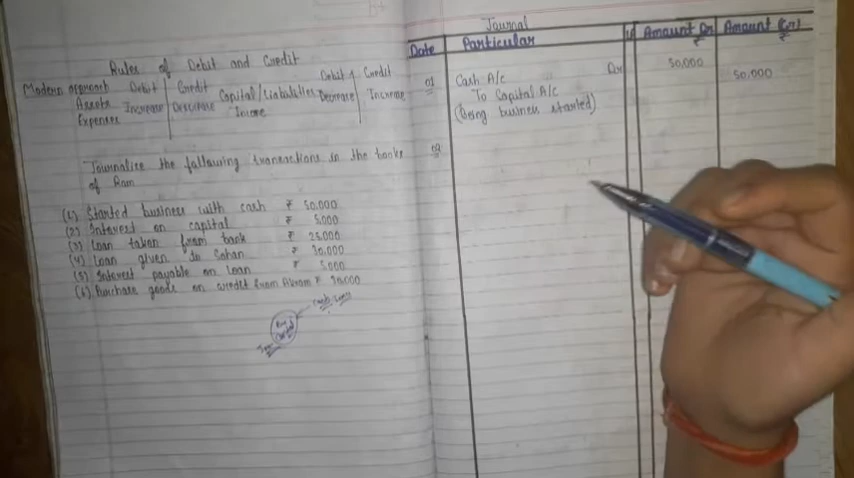 Rules of Debit and Credit
Modern approach Debit Credit Debit Credit
Assets Increase Decrease Capital/Liabilities Decrease Increase
Expenses Income
Journalise the following transactions in the books
of Ram
(1) Started business with cash ₹ 50,000
(2) Interest on capital ₹ 5,000
(3) Loan taken from bank ₹ 25,000
(4) Loan given to Sohan ₹ 30,000
(5) Interest payable on loan ₹ 5000
(6) Purchase goods on credit from
Journal
Date Particular Amount Dr ₹ Amount (Cr) ₹
01 Cash A/c Dr 50,000
To Capital A/c 50,000
(Being business started)
02